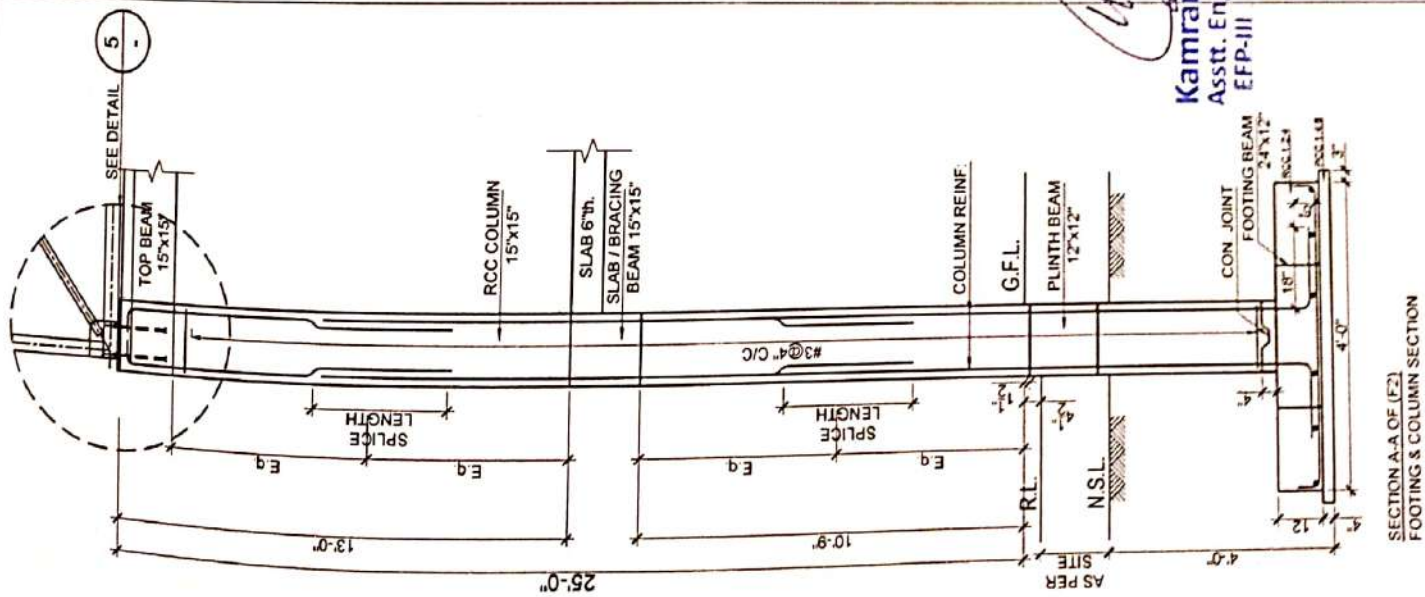 5
-
SEE DETAIL
TOP BEAM
15"x15"
RCC COLUMN
15"x15"
SLAB 6"th.
SLAB / BRACING
BEAM 15"x15"
COLUMN REINF:
G.F.L.
PLINTH BEAM
12"x12"
CON. JOINT
FOOTING BEAM
24"x12"
#3@4" C/C
SPLICE
LENGTH
E.q
E.q
SPLICE
LENGTH
E.q
E.q
13'-0"
25'-0"
10'-9"
R.L.
N.S.L.
AS PER
SITE
4'-0"
12
4"
4"
18"
4'-0"
3"
SECTION A-A OF (F2)
FOOTING & COLUMN SECTION
Asstt.
EFP-III